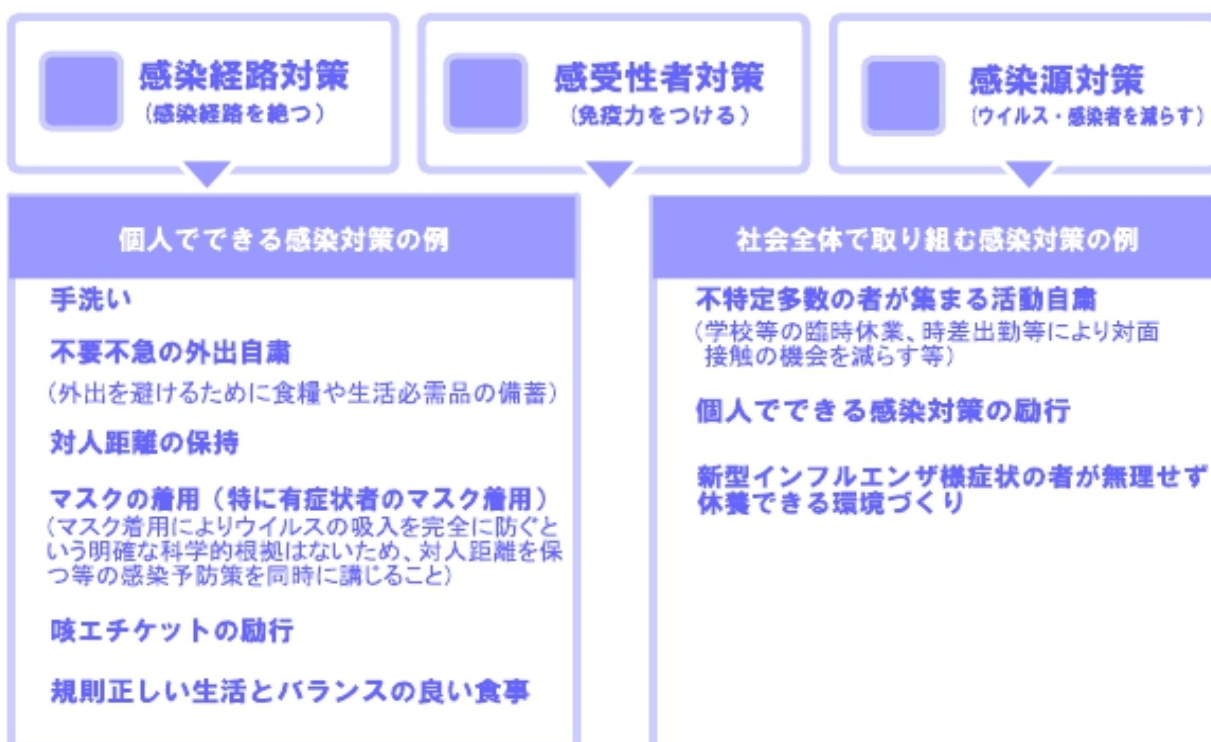 感染経路対策
(感染経路を絶つ)
感受性者対策
(免疫力をつける)
感染源対策
(ウイルス・感染者を減らす)
個人でできる感染対策の例
手洗い
不要不急の外出自粛
(外出を避けるために食糧や生活必需品の備蓄)
対人距離の保持
マスクの着用(特に有症状者のマスク着用)
(マスク着用によりウイルスの吸入を完全に防ぐと
いう明確な科学的根拠はないため、対人距離を保
つ等の感染予防策を同時に講じること)
咳エチケットの励行
規則正しい生活とバランスの良い食事
社会全体で取り組む感染対策の例
不特定多数の者が集まる活動自粛
(学校等の臨時休業、時差出勤等により対面
接触の機会を減らす等)
個人でできる感染対策の励行
新型インフルエンザ様症状の者が無理せず
休養できる環境づくり